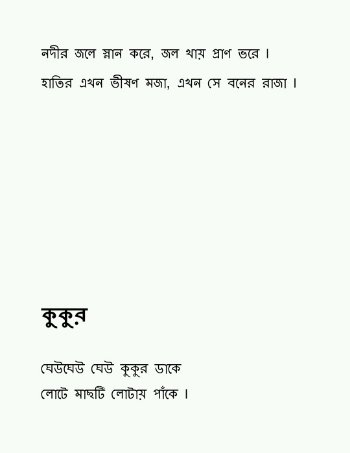 নদীর জলে স্নান করে, জল খায় প্রাণ ভরে ।
হাতির এখন ভীষণ মজা, এখন সে বনের রাজা ।
কুকুর
ঘেউঘেউ ঘেউ কুকুর ডাকে
লোটে মাছটি লোটায় পাঁকে ।